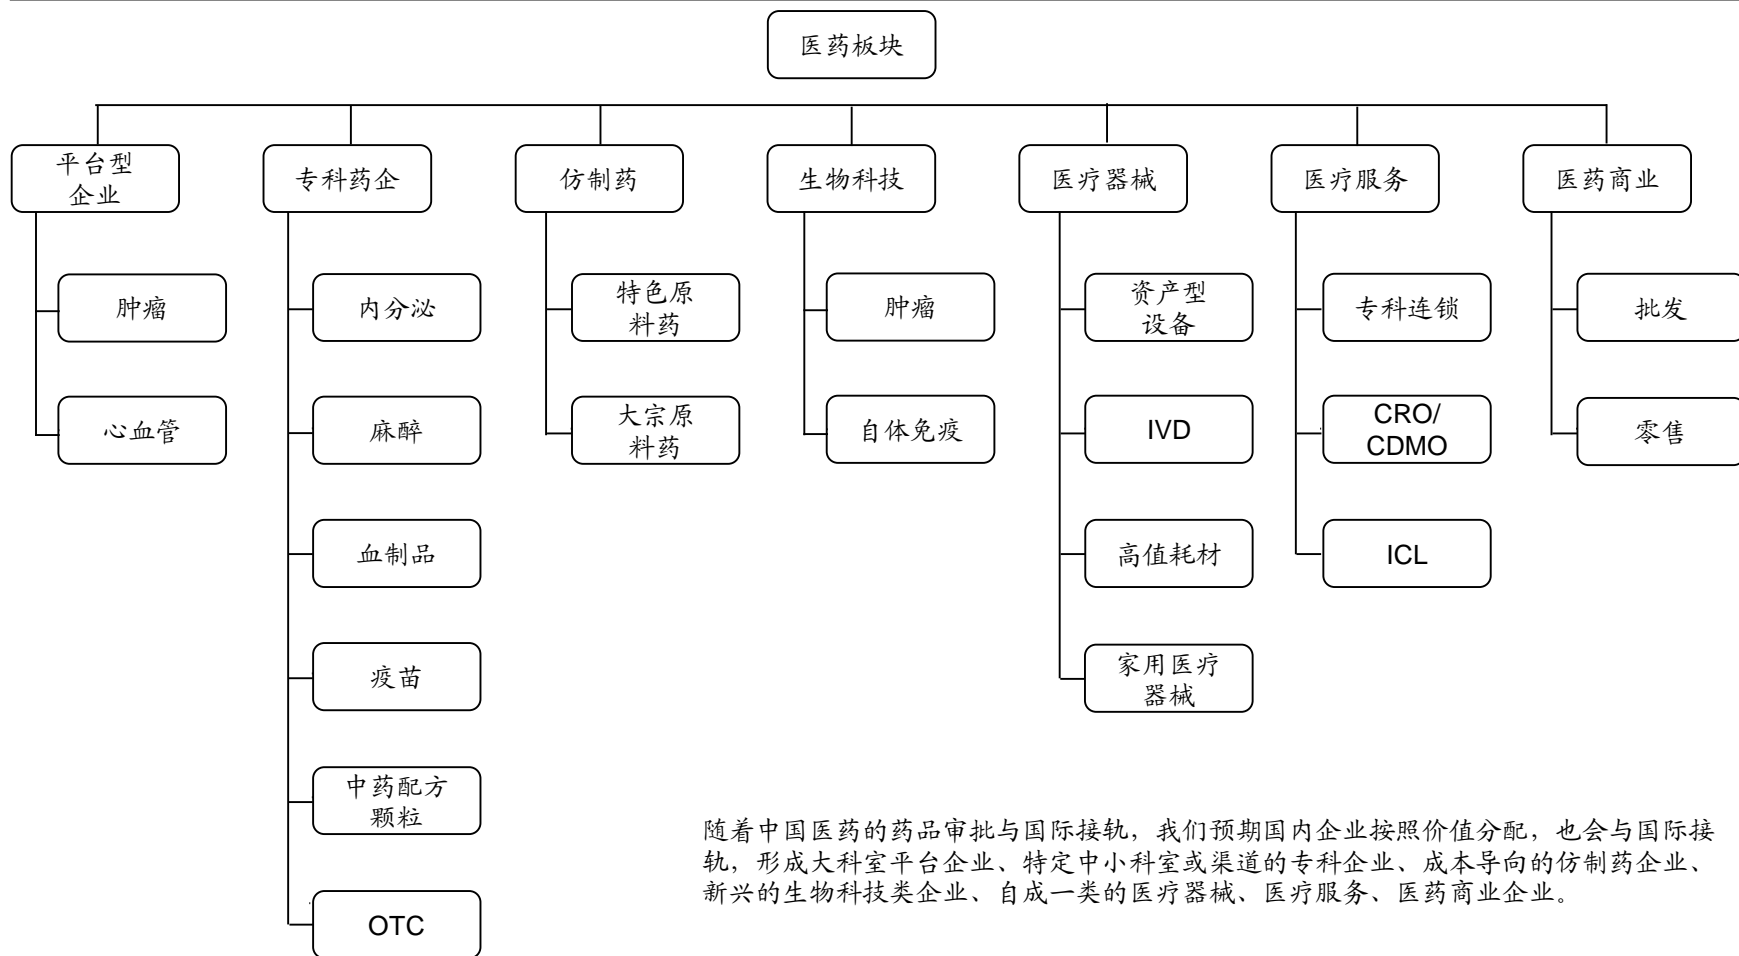 医药板块
平台型
企业
专科药企
仿制药
生物科技
医疗器械
医疗服务
医药商业
肿瘤
心血管
内分泌
麻醉
血制品
疫苗
中药配方
颗粒
OTC
特色原
料药
大宗原
料药
肿瘤
自体免疫
资产型
设备
IVD
高值耗材
家用医疗
器械
专科连锁
CRO/
CDMO
ICL
批发
零售
随着中国医药的药品审批与国际接轨，我们预期国内企业按照价值分配，也会与国际接
轨，形成大科室平台企业、特定中小科室或渠道的专科企业、成本导向的仿制药企业、
新兴的生物科技类企业、自成一类的医疗器械、医疗服务、医药商业企业。